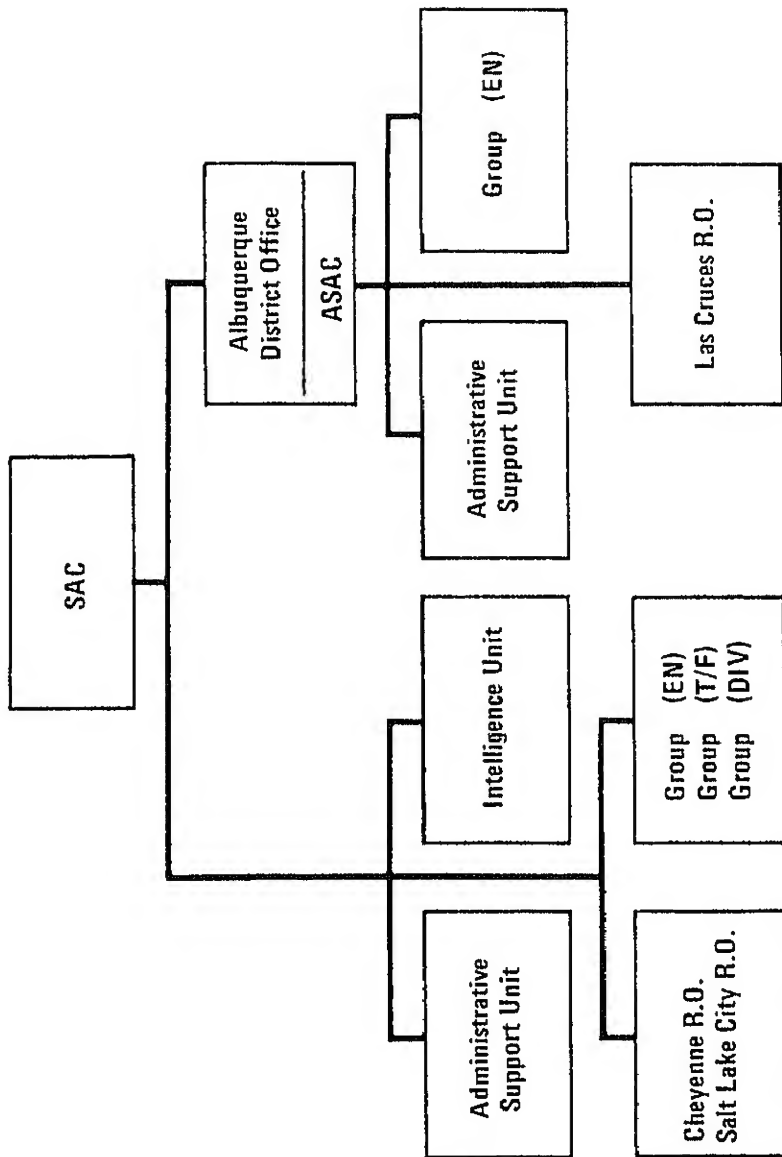 SAC
Albuquerque
District Office
ASAC
Administrative
Support Unit
Intelligence Unit
Administrative
Support Unit
Group (EN)
Cheyenne R.O.
Salt Lake City R.O.
Group (EN)
Group (T/F)
Group (DIV)
Las Cruces R.O.